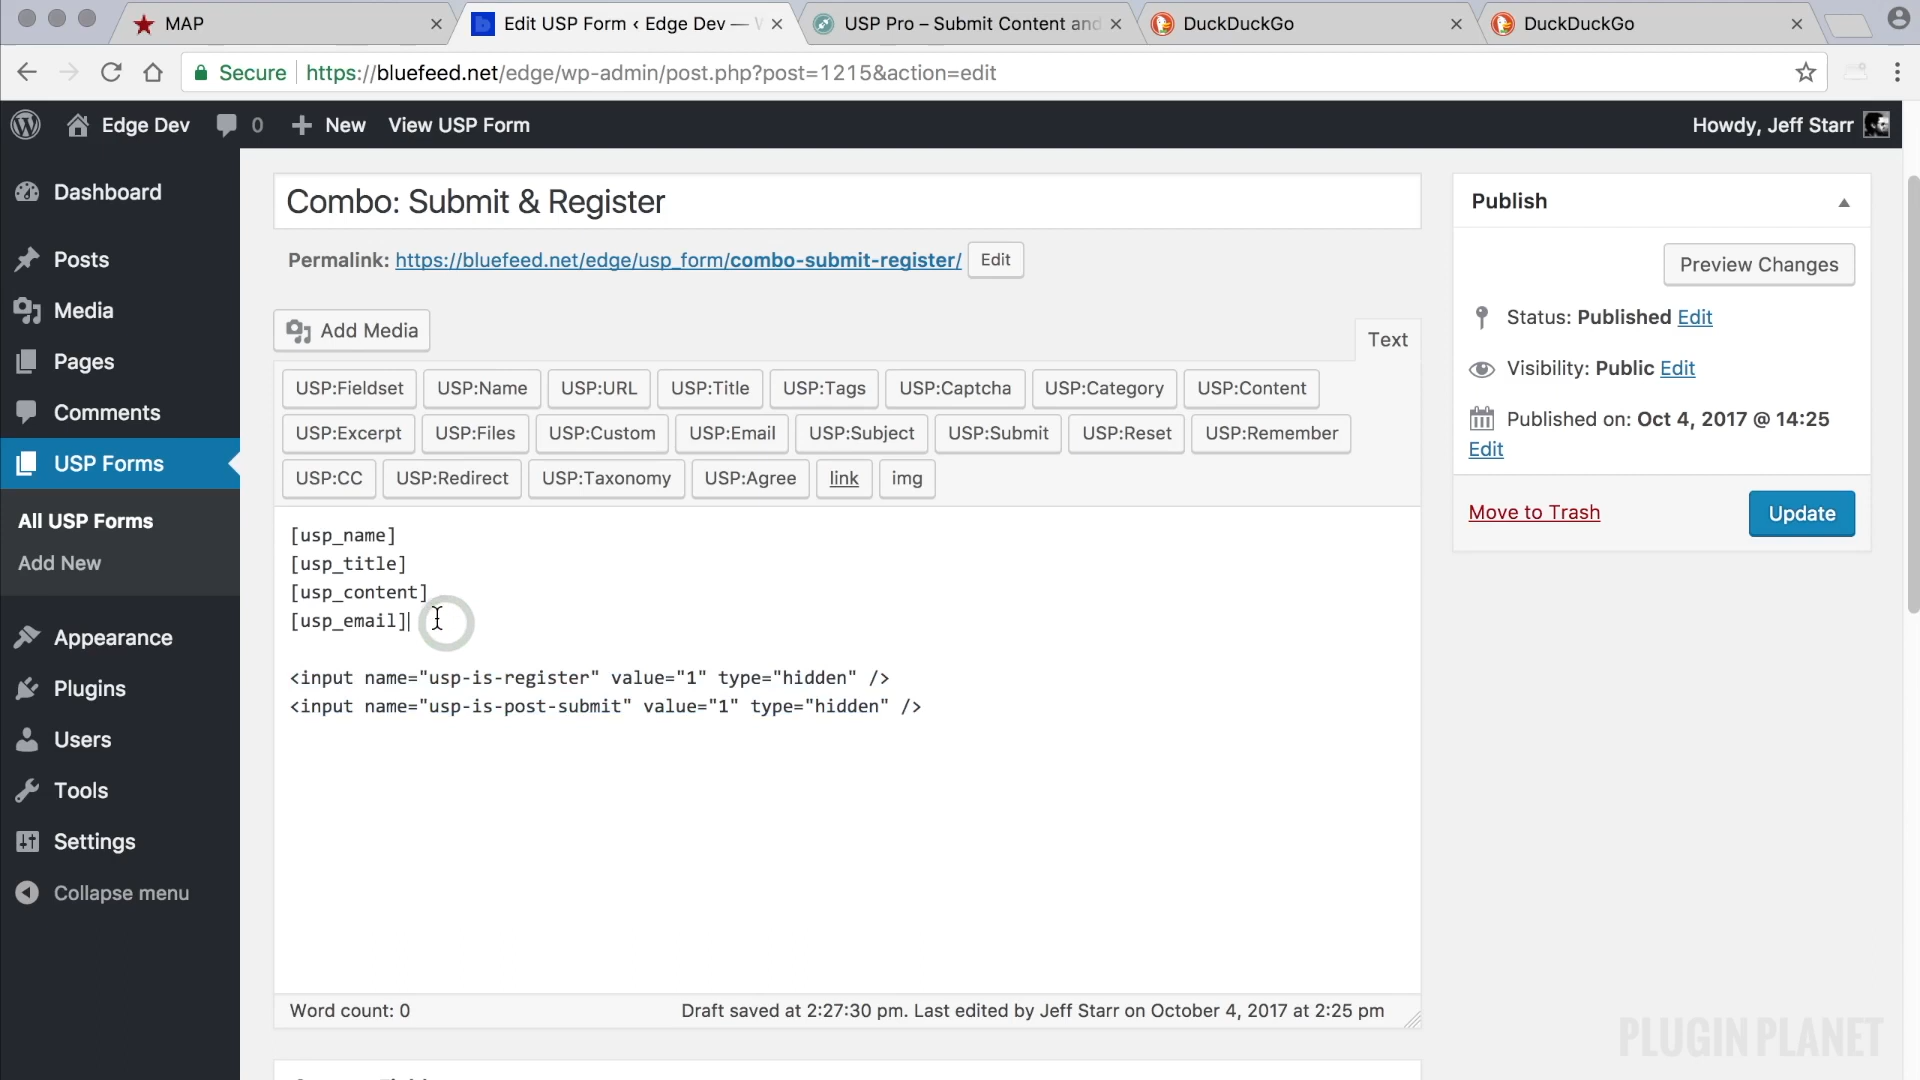 MAP
Edit USP Form ‹ Edge Dev —
USP Pro – Submit Content and
DuckDuckGo
DuckDuckGo
Secure
https://bluefeed.net/edge/wp-admin/post.php?post=1215&action=edit
Edge Dev
0
New
View USP Form
Howdy, Jeff Starr
Dashboard
Posts
Media
Pages
Comments
USP Forms
All USP Forms
Add New
Appearance
Plugins
Users
Tools
Settings
Collapse menu
Combo: Submit & Register
Permalink: https://bluefeed.net/edge/usp_form/combo-submit-register/ Edit
Add Media
Text
USP:Fieldset USP:Name USP:URL USP:Title USP:Tags USP:Captcha USP:Category USP:Content
USP:Excerpt USP:Files USP:Custom USP:Email USP:Subject USP:Submit USP:Reset USP:Remember
USP:CC USP:Redirect USP:Taxonomy USP:Agree link img
[usp_name]
[usp_title]
[usp_content]
[usp_email]
<input name="usp-is-register" value="1" type="hidden" />
<input name="usp-is-post-submit" value="1" type="hidden" />
Word count: 0
Draft saved at 2:27:30 pm. Last edited by Jeff Starr on October 4, 2017 at 2:25 pm
Publish
Preview Changes
Status: Published Edit
Visibility: Public Edit
Published on: Oct 4, 2017 @ 14:25
Edit
Move to Trash
Update
PLUGIN PLANET